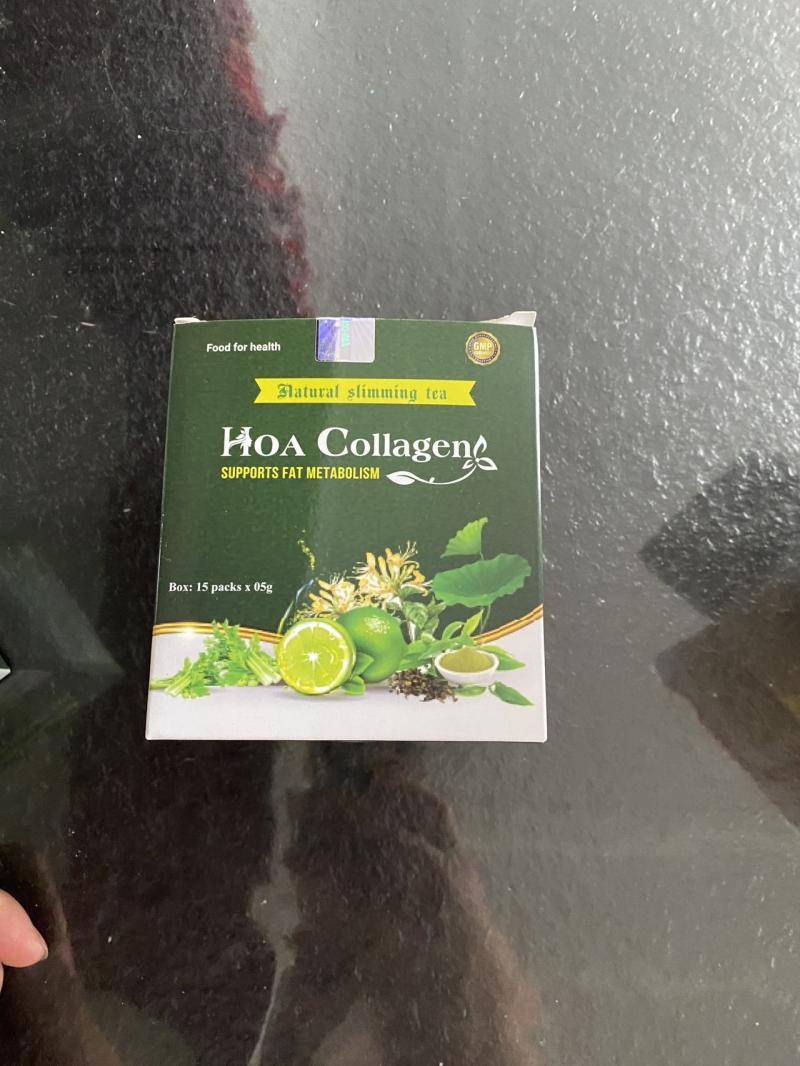 Food for health
GMP
Natural slimming tea
HOA Collagen
SUPPORTS FAT METABOLISM
Box: 15 packs x 05g